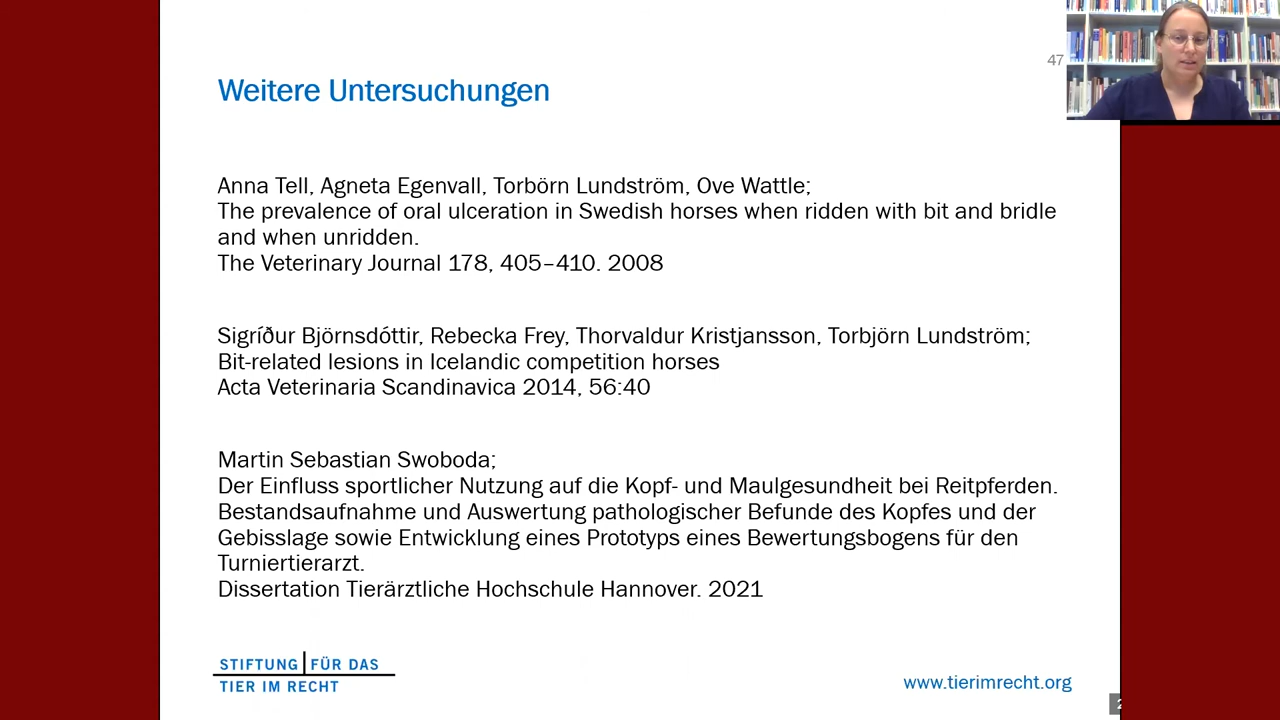 47
Weitere Untersuchungen
Anna Tell, Agneta Egenvall, Torbörn Lundström, Ove Wattle;
The prevalence of oral ulceration in Swedish horses when ridden with bit and bridle
and when unridden.
The Veterinary Journal 178, 405–410. 2008
Sigríður Björnsdóttir, Rebecka Frey, Thorvaldur Kristjansson, Torbjörn Lundström;
Bit-related lesions in Icelandic competition horses
Acta Veterinaria Scandinavica 2014, 56:40
Martin Sebastian Swoboda;
Der Einfluss sportlicher Nutzung auf die Kopf- und Maulgesundheit bei Reitpferden.
Bestandsaufnahme und Auswertung pathologischer Befunde des Kopfes und der
Gebisslage sowie Entwicklung eines Prototyps eines Bewertungsbogens für den
Turniertierarzt.
Dissertation Tierärztliche Hochschule Hannover. 2021
STIFTUNG FÜR DAS
TIER IM RECHT
www.tierimrecht.org